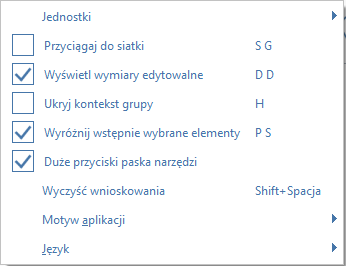 Jednostki
Przyciągaj do siatki S G
Wyświetl wymiary edytowalne D D
Ukryj kontekst grupy H
Wyróżnij wstępnie wybrane elementy P S
Duże przyciski paska narzędzi
Wyczyść wnioskowania Shift+Spacja
Motyw aplikacji
Język